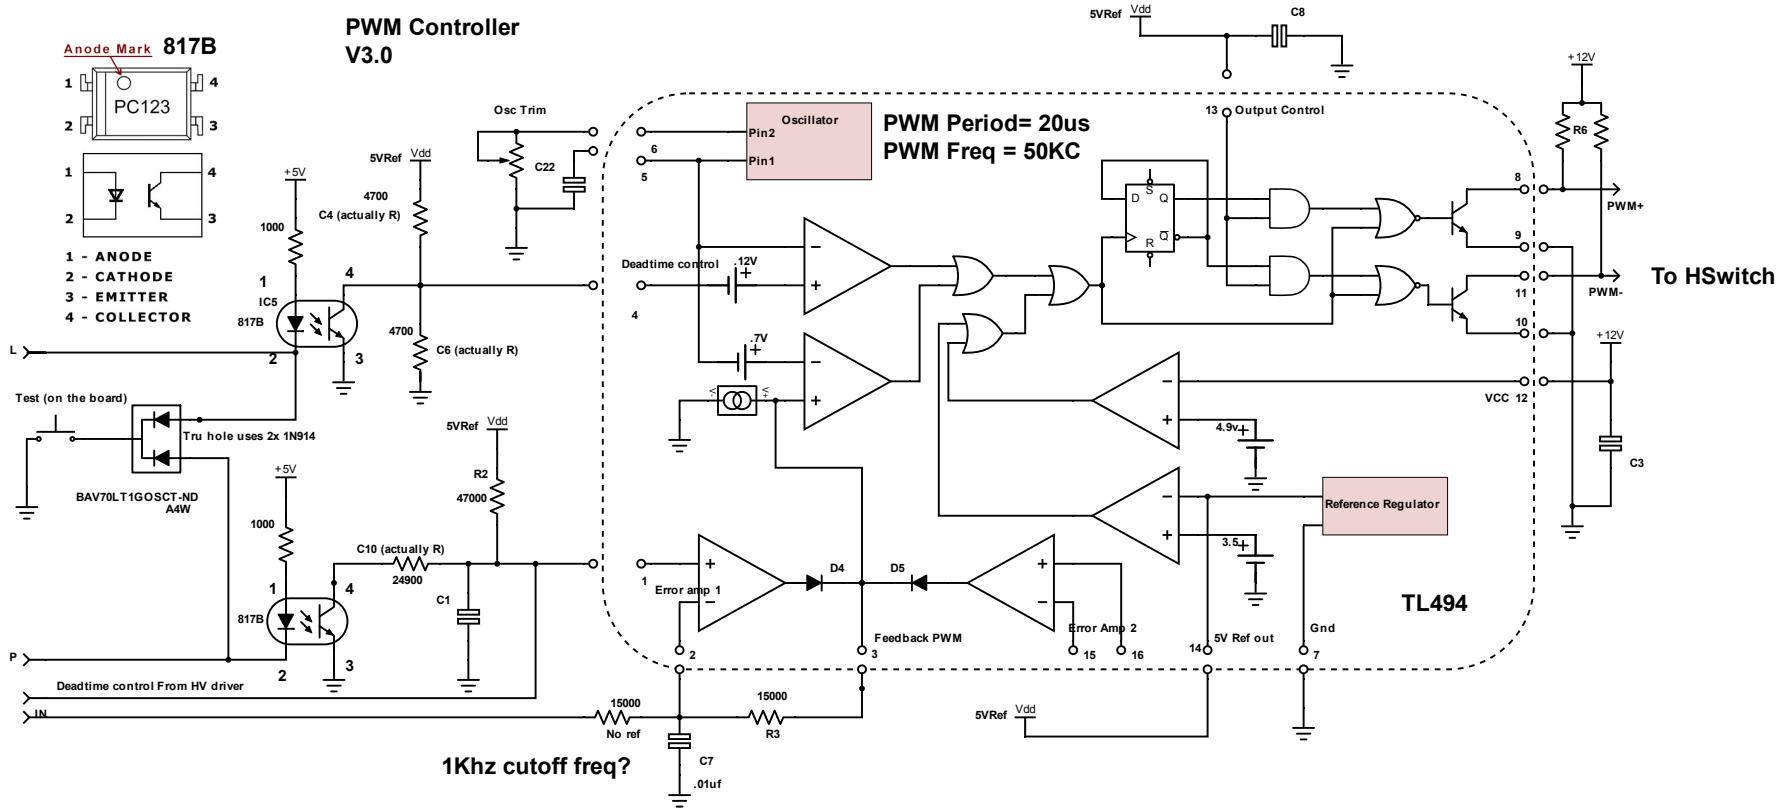 PWM Controller
V3.0
Anode Mark 817B
1
4
PC123
2
3
1
4
2
3
1 - ANODE
2 - CATHODE
3 - EMITTER
4 - COLLECTOR
+5V
1000
1
IC5
817B
2
4
3
5VRef Vdd
4700
C4 (actually R)
4700
C6 (actually R)
Osc Trim
C22
L
Test (on the board)
Tru hole uses 2x 1N914
BAV70LT1GOSCT-ND
A4W
+5V
1000
1
817B
2
4
3
C10 (actually R)
24900
5VRef Vdd
R2
47000
C1
P
Deadtime control From HV driver
IN
15000
No ref
15000
R3
C7
.01uf
1Khz cutoff freq?
Oscillator
Pin2
Pin1
6
5
PWM Period= 20us
PWM Freq = 50KC
Deadtime control
4
.12V
+
−
+
.7V
+
−
+
V-
V+
D
S
Q
Q
R
13 Output Control
5VRef Vdd
C8
+12V
R6
8
PWM+
9
11
PWM-
10
To HSwitch
+12V
VCC 12
C3
−
+
4.9v
+
−
+
3.5
+
Reference Regulator
1
Error amp 1
+
−
D4
D5
+
−
Error Amp 2
2
3
Feedback PWM
15
16
14
5V Ref out
Gnd
7
TL494
5VRef Vdd